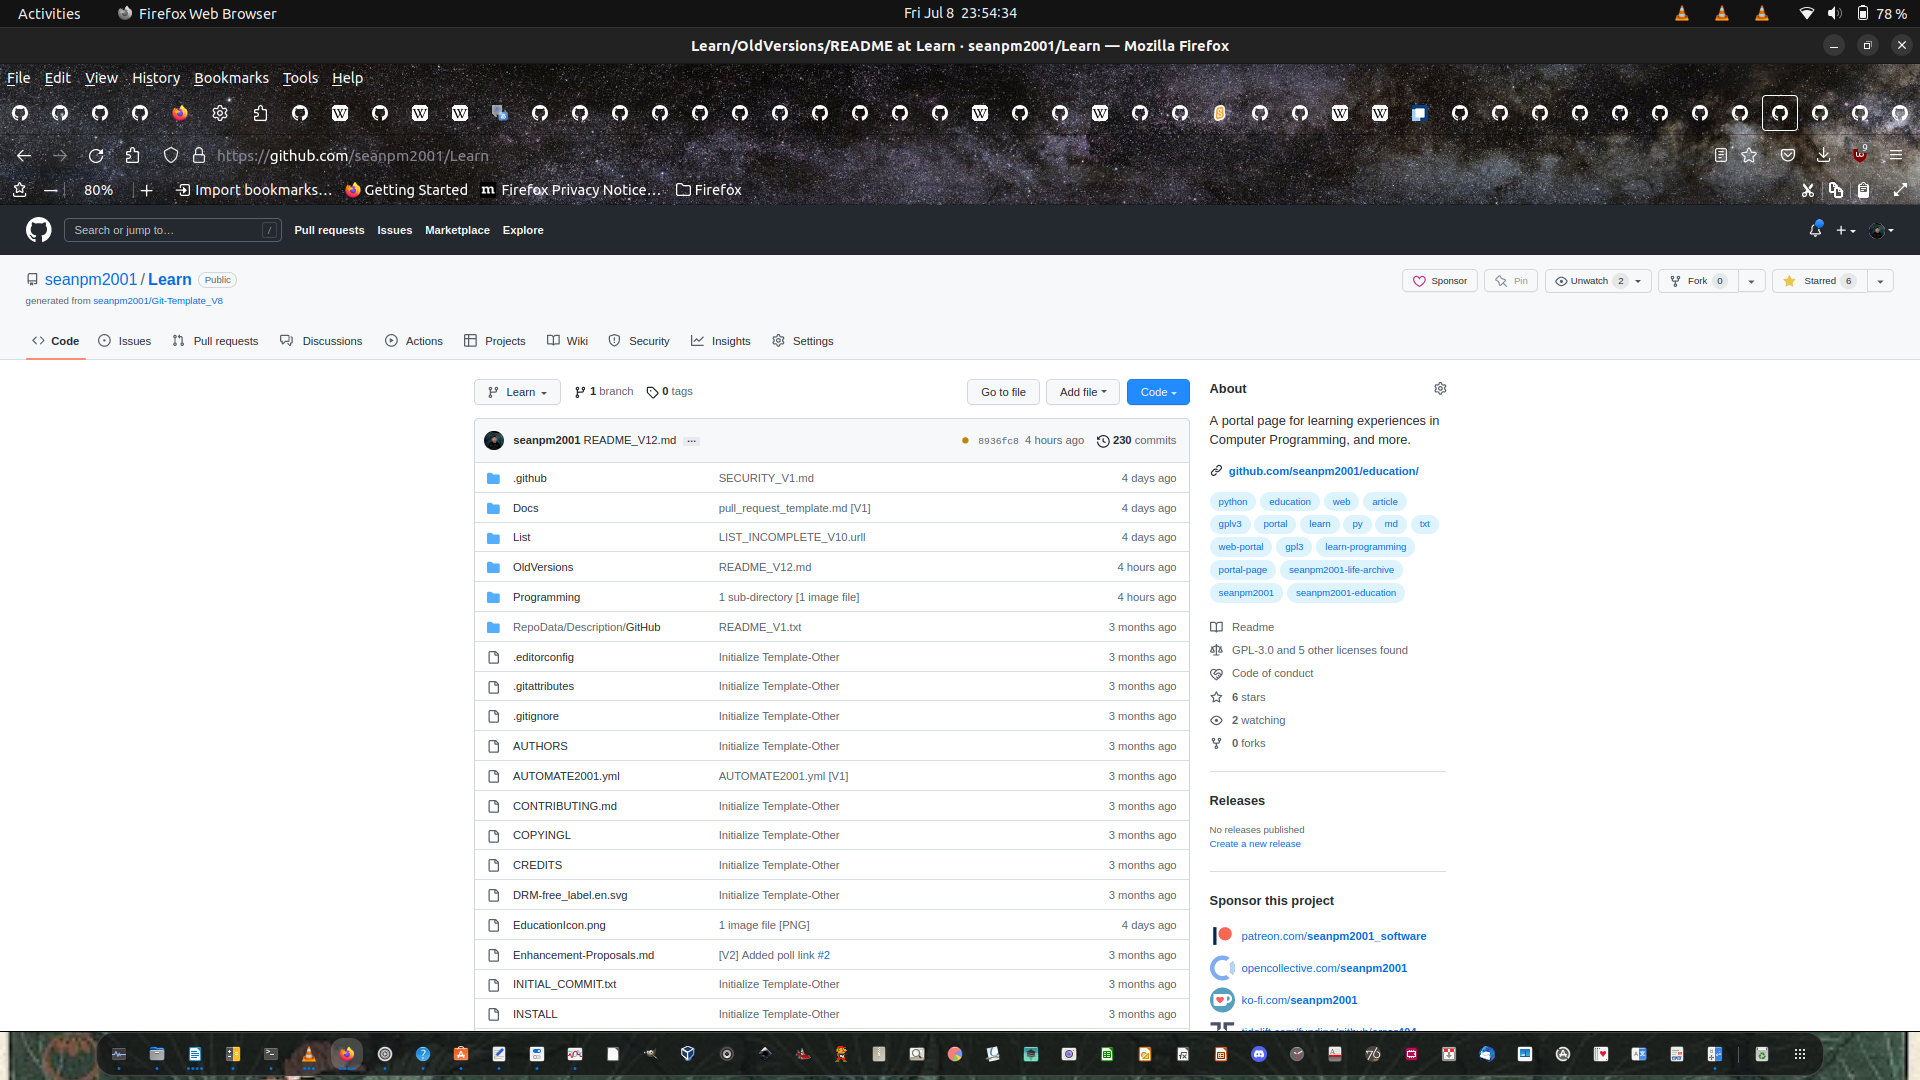 Activities Firefox Web Browser Fri Jul 8 23:54:34 78 %
Learn/OldVersions/README at Learn · seanpm2001/Learn — Mozilla Firefox
File Edit View History Bookmarks Tools Help
https://github.com/seanpm2001/Learn 9
80% Import bookmarks… Getting Started m Firefox Privacy Notice… Firefox
Search or jump to… / Pull requests Issues Marketplace Explore
seanpm2001 / Learn Public Sponsor Pin Unwatch 2 Fork 0 Starred 6
generated from seanpm2001/Git-Template_V8
Code Issues Pull requests Discussions Actions Projects Wiki Security Insights Settings
Learn 1 branch 0 tags Go to file Add file Code
seanpm2001 README_V12.md ... 8936fc8 4 hours ago 230 commits
.github SECURITY_V1.md 4 days ago
Docs pull_request_template.md [V1] 4 days ago
List LIST_INCOMPLETE_V10.urll 4 days ago
OldVersions README_V12.md 4 hours ago
Programming 1 sub-directory [1 image file] 4 hours ago
RepoData/Description/GitHub README_V1.txt 3 months ago
.editorconfig Initialize Template-Other 3 months ago
.gitattributes Initialize Template-Other 3 months ago
.gitignore Initialize Template-Other 3 months ago
AUTHORS Initialize Template-Other 3 months ago
AUTOMATE2001.yml AUTOMATE2001.yml [V1] 3 months ago
CONTRIBUTING.md Initialize Template-Other 3 months ago
COPYINGL Initialize Template-Other 3 months ago
CREDITS Initialize Template-Other 3 months ago
DRM-free_label.en.svg Initialize Template-Other 3 months ago
EducationIcon.png 1 image file [PNG] 4 days ago
Enhancement-Proposals.md [V2] Added poll link #2 3 months ago
INITIAL_COMMIT.txt Initialize Template-Other 3 months ago
INSTALL Initialize Template-Other 3 months ago
About
A portal page for learning experiences in
Computer Programming, and more.
github.com/seanpm2001/education/
python education web article
gplv3 portal learn py md txt
web-portal gpl3 learn-programming
portal-page seanpm2001-life-archive
seanpm2001 seanpm2001-education
Readme
GPL-3.0 and 5 other licenses found
Code of conduct
6 stars
2 watching
0 forks
Releases
No releases published
Create a new release
Sponsor this project
patreon.com/seanpm2001_software
opencollective.com/seanpm2001
ko-fi.com/seanpm2001